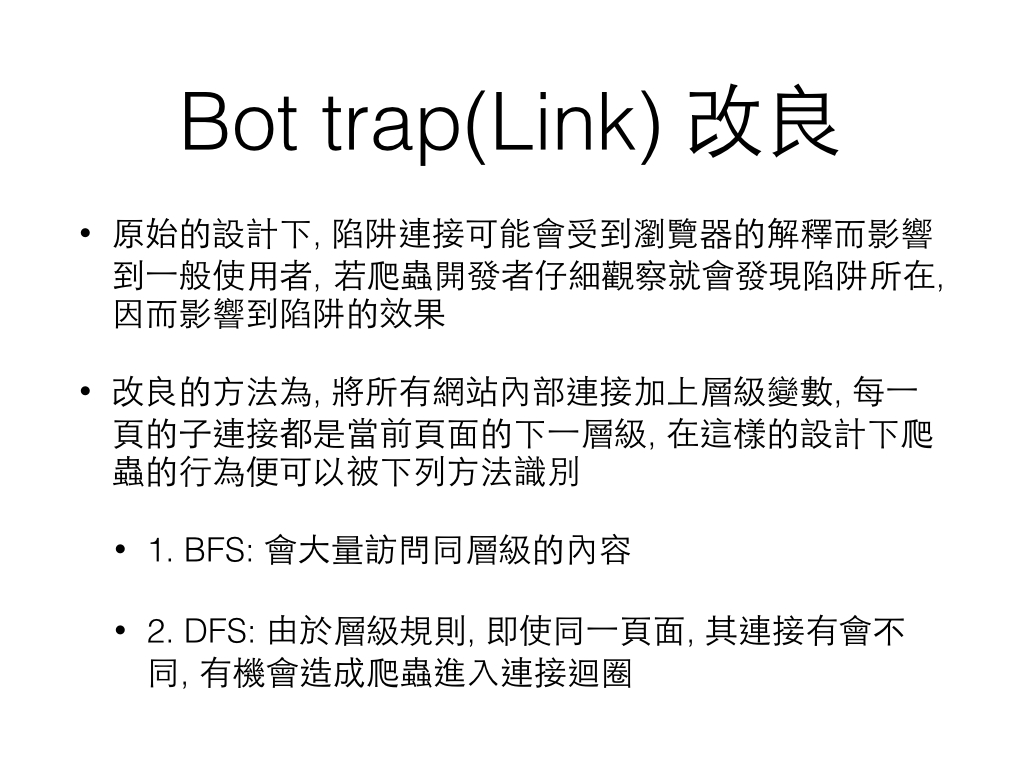 Bot trap(Link) 改良
• 原始的設計下, 陷阱連接可能會受到瀏覽器的解釋而影響
到一般使用者, 若爬蟲開發者仔細觀察就會發現陷阱所在,
因而影響到陷阱的效果
• 改良的方法為, 將所有網站內部連接加上層級變數, 每一
頁的子連接都是當前頁面的下一層級, 在這樣的設計下爬
蟲的行為便可以被下列方法識別
• 1. BFS: 會大量訪問同層級的內容
• 2. DFS: 由於層級規則, 即使同一頁面, 其連接有會不
同, 有機會造成爬蟲進入連接迴圈